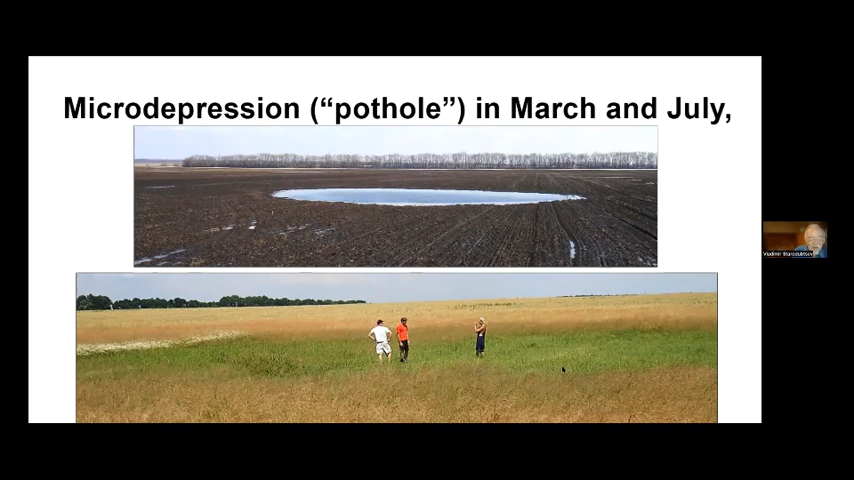 Microdepression (“pothole”) in March and July,
Vladimir Starodubtsev